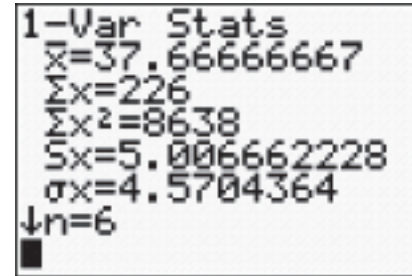 1-Var Stats
x̄=37.66666667
Σx=226
Σx²=8638
Sx=5.006662228
σx=4.5704364
↓n=6